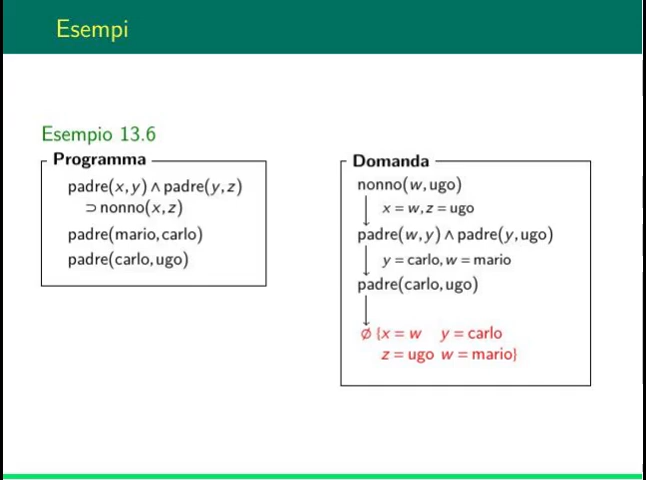 Esempi
Esempio 13.6
Programma
padre(x,y) ∧ padre(y,z)
⊃ nonno(x,z)
padre(mario,carlo)
padre(carlo,ugo)
Domanda
nonno(w,ugo)
x = w, z = ugo
padre(w,y) ∧ padre(y,ugo)
y = carlo, w = mario
padre(carlo,ugo)
∅ {x = w y = carlo
z = ugo w = mario}